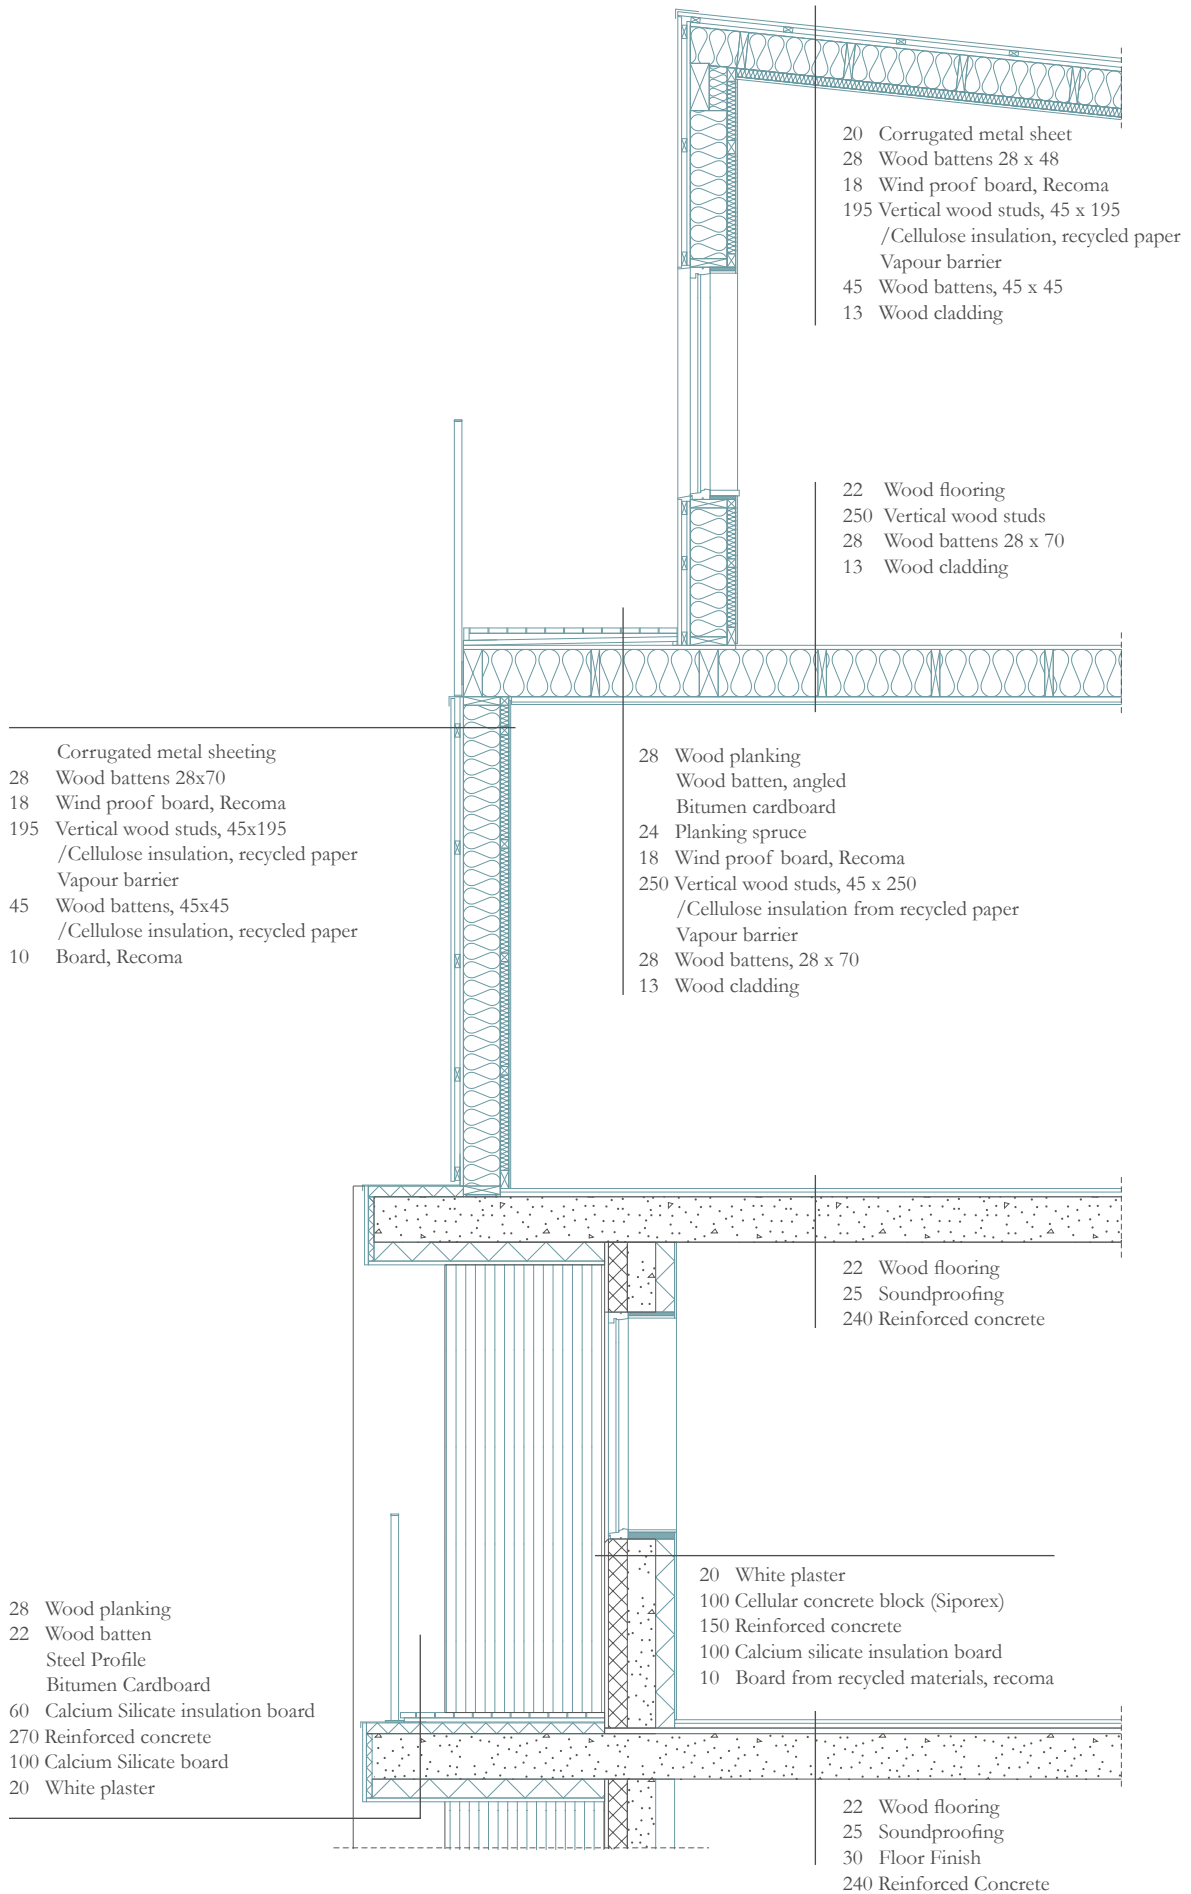 20 Corrugated metal sheet
28 Wood battens 28 x 48
18 Wind proof board, Recoma
195 Vertical wood studs, 45 x 195
/Cellulose insulation, recycled paper
Vapour barrier
45 Wood battens, 45 x 45
13 Wood cladding
22 Wood flooring
250 Vertical wood studs
28 Wood battens 28 x 70
13 Wood cladding
Corrugated metal sheeting
28 Wood battens 28x70
18 Wind proof board, Recoma
195 Vertical wood studs, 45x195
/Cellulose insulation, recycled paper
Vapour barrier
45 Wood battens, 45x45
/Cellulose insulation, recycled paper
10 Board, Recoma
28 Wood planking
Wood batten, angled
Bitumen cardboard
24 Planking spruce
18 Wind proof board, Recoma
250 Vertical wood studs, 45 x 250
/Cellulose insulation from recycled paper
Vapour barrier
28 Wood battens, 28 x 70
13 Wood cladding
22 Wood flooring
25 Soundproofing
240 Reinforced concrete
20 White plaster
100 Cellular concrete block (Siporex)
150 Reinforced concrete
100 Calcium silicate insulation board
10 Board from recycled materials, recoma
28 Wood planking
22 Wood batten
Steel Profile
Bitumen Cardboard
60 Calcium Silicate insulation board
270 Reinforced concrete
100 Calcium Silicate board
20 White plaster
22 Wood flooring
25 Soundproofing
30 Floor Finish
240 Reinforced Concrete